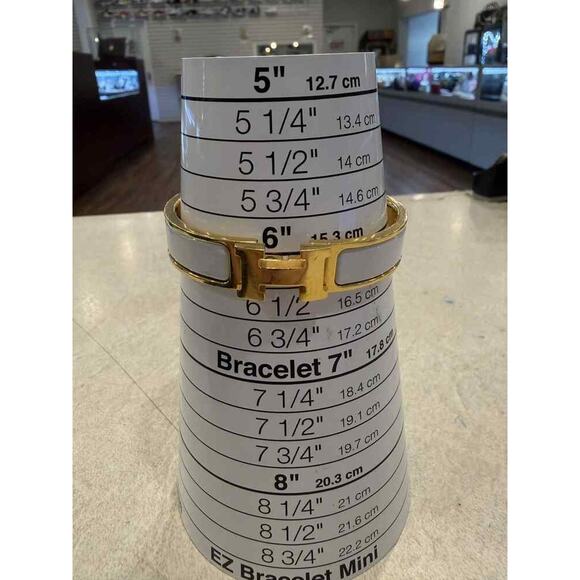 5" 12.7 cm
5 1/4" 13.4 cm
5 1/2" 14 cm
5 3/4" 14.6 cm
6" 15.3 cm
6 1/2" 16.5 cm
6 3/4" 17.2 cm
Bracelet 7" 17.8 cm
7 1/4" 18.4 cm
7 1/2" 19.1 cm
7 3/4" 19.7 cm
8" 20.3 cm
8 1/4" 21 cm
8 1/2" 21.6 cm
8 3/4" 22.2 cm
EZ Bracelet Mini